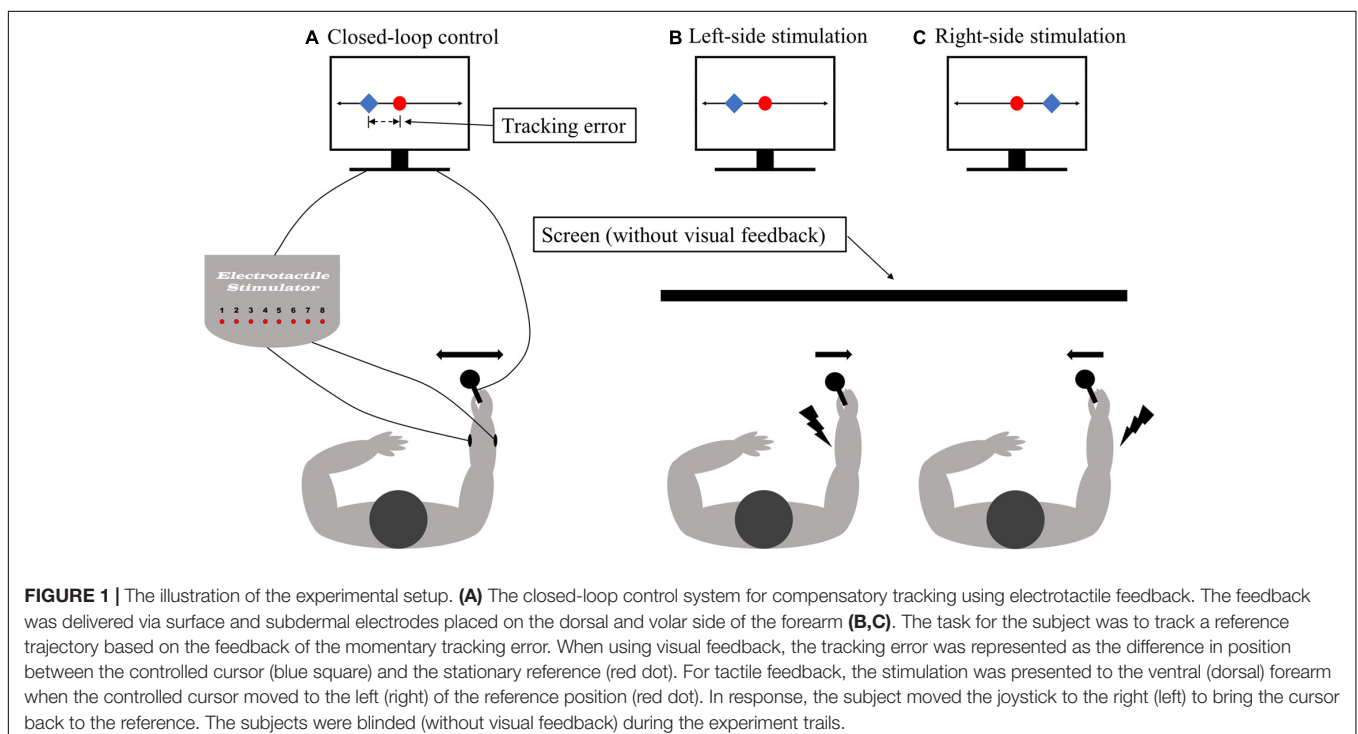 A Closed-loop control
B Left-side stimulation
C Right-side stimulation
Tracking error
Screen (without visual feedback)
Electrotactile
Stimulator
1 2 3 4 5 6 7 8
FIGURE 1 | The illustration of the experimental setup. (A) The closed-loop control system for compensatory tracking using electrotactile feedback. The feedback
was delivered via surface and subdermal electrodes placed on the dorsal and volar side of the forearm (B,C). The task for the subject was to track a reference
trajectory based on the feedback of the momentary tracking error. When using visual feedback, the tracking error was represented as the difference in position
between the controlled cursor (blue square) and the stationary reference (red dot). For tactile feedback, the stimulation was presented to the ventral (dorsal) forearm
when the controlled cursor moved to the left (right) of the reference position (red dot). In response, the subject moved the joystick to the right (left) to bring the cursor
back to the reference. The subjects were blinded (without visual feedback) during the experiment trails.